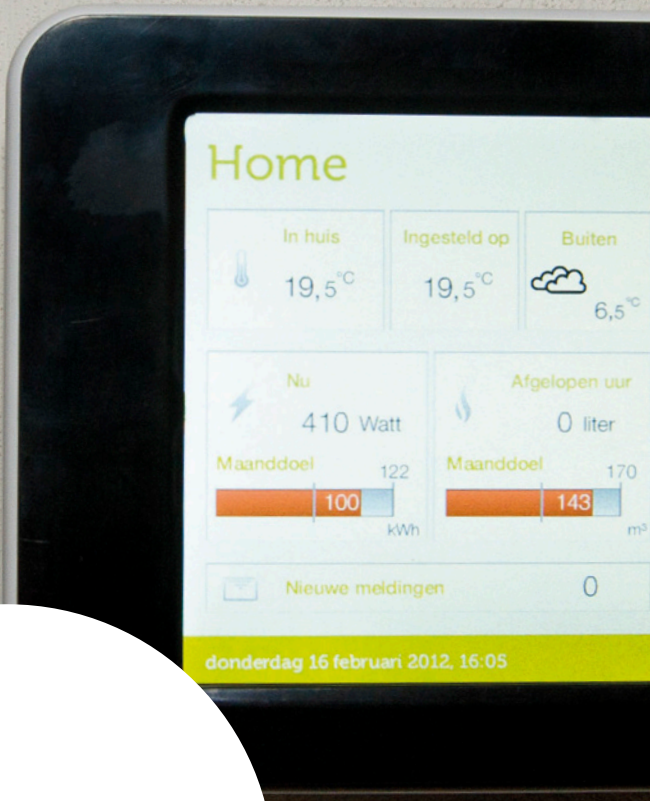 Home
In huis
Ingesteld op
Buiten
19,5°C
19,5°C
6,5°C
Nu
Afgelopen uur
410 Watt
0 liter
Maanddoel
122
Maanddoel
170
100
143
kWh
m³
Nieuwe meldingen
0
donderdag 16 februari 2012, 16:05